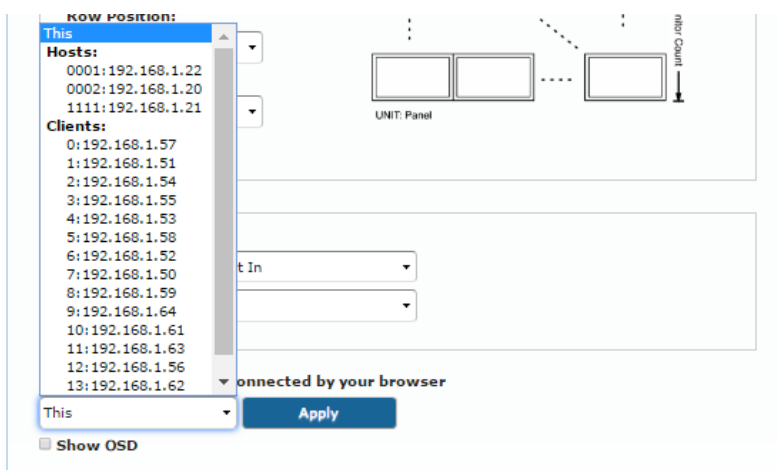 Row Position:
This
Hosts:
0001:192.168.1.22
0002:192.168.1.20
1111:192.168.1.21
Clients:
0:192.168.1.57
1:192.168.1.51
2:192.168.1.54
3:192.168.1.55
4:192.168.1.53
5:192.168.1.58
6:192.168.1.52
7:192.168.1.50
8:192.168.1.59
9:192.168.1.64
10:192.168.1.61
11:192.168.1.63
12:192.168.1.56
13:192.168.1.62
Count
UNIT: Panel
t In
onnected by your browser
This
Apply
Show OSD